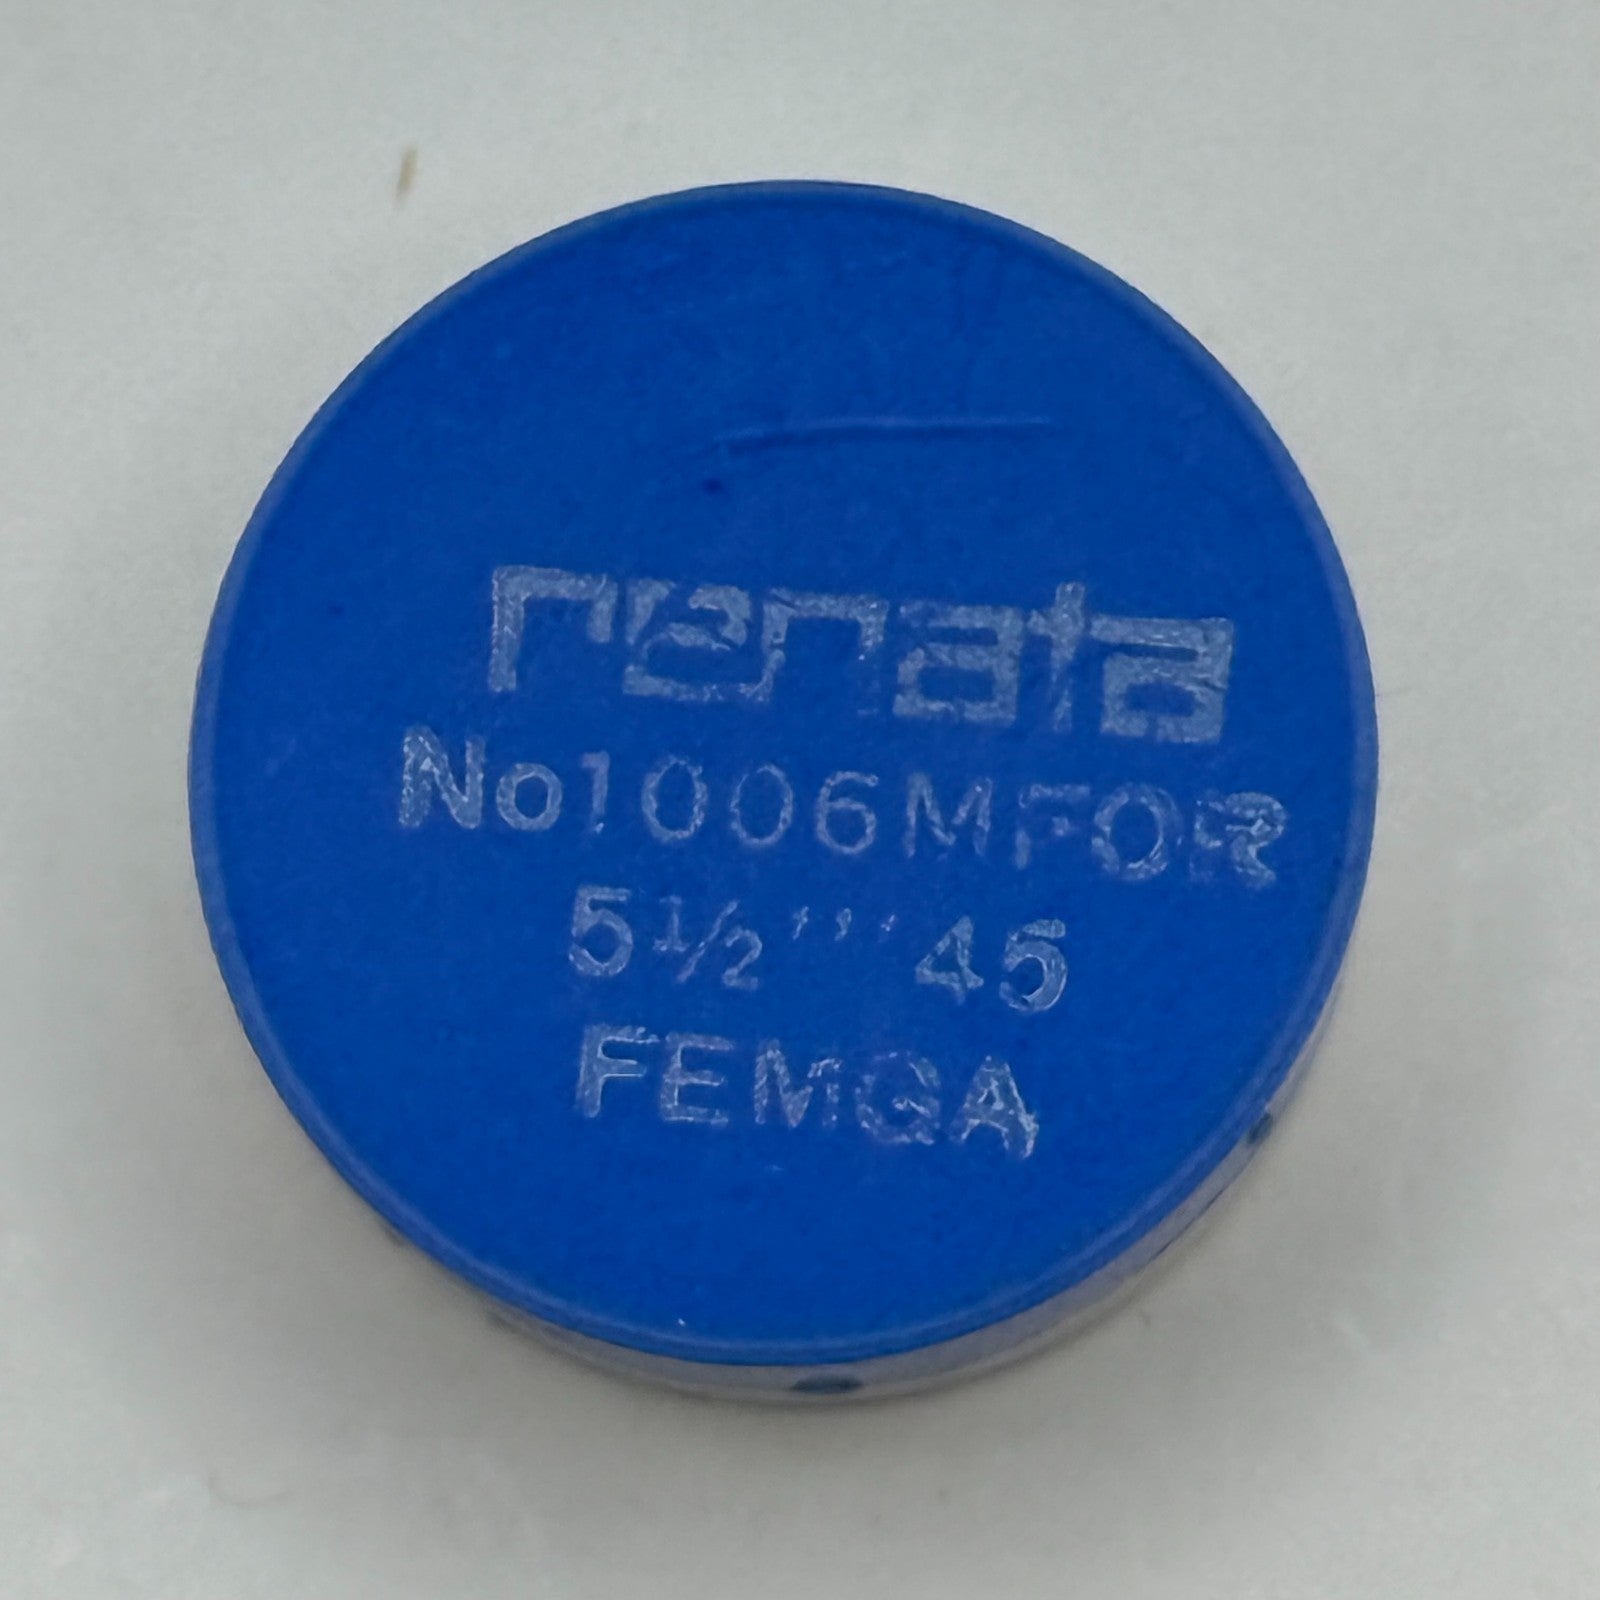 renata
No1006MFOR
5½''' 45
FEMGA